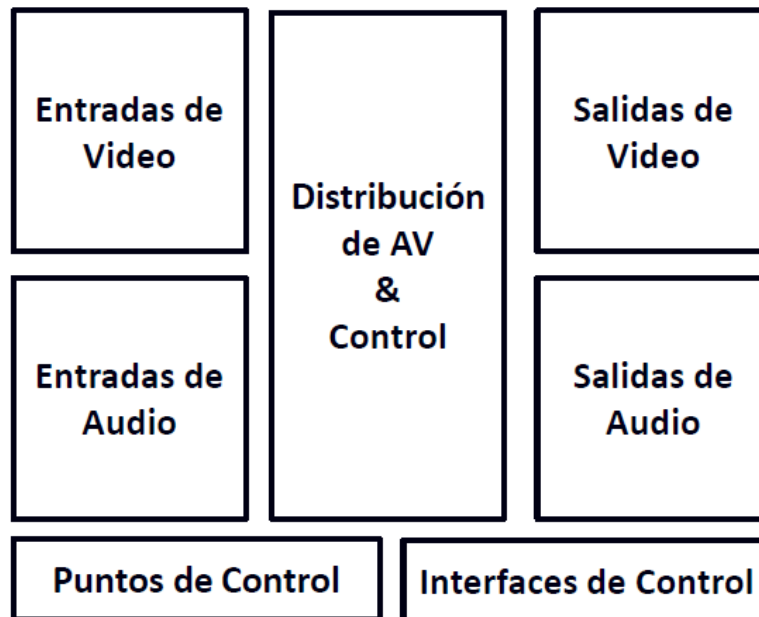 Entradas de
Video
Distribución
de AV
&
Control
Salidas de
Video
Entradas de
Audio
Salidas de
Audio
Puntos de Control
Interfaces de Control